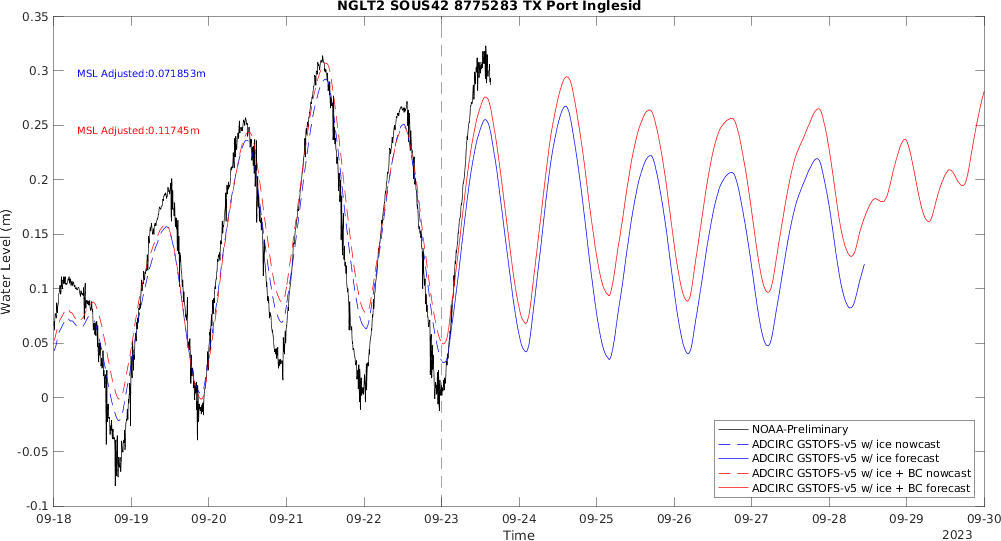 NGLT2 SOUS42 8775283 TX Port Inglesid
0.35
0.3
0.25
0.2
0.15
0.1
0.05
0
-0.05
-0.1
Water Level (m)
MSL Adjusted:0.071853m
MSL Adjusted:0.11745m
NOAA-Preliminary
ADCIRC GSTOFS-v5 w/ ice nowcast
ADCIRC GSTOFS-v5 w/ ice forecast
ADCIRC GSTOFS-v5 w/ ice + BC nowcast
ADCIRC GSTOFS-v5 w/ ice + BC forecast
09-18 09-19 09-20 09-21 09-22 09-23 09-24 09-25 09-26 09-27 09-28 09-29 09-30
Time
2023